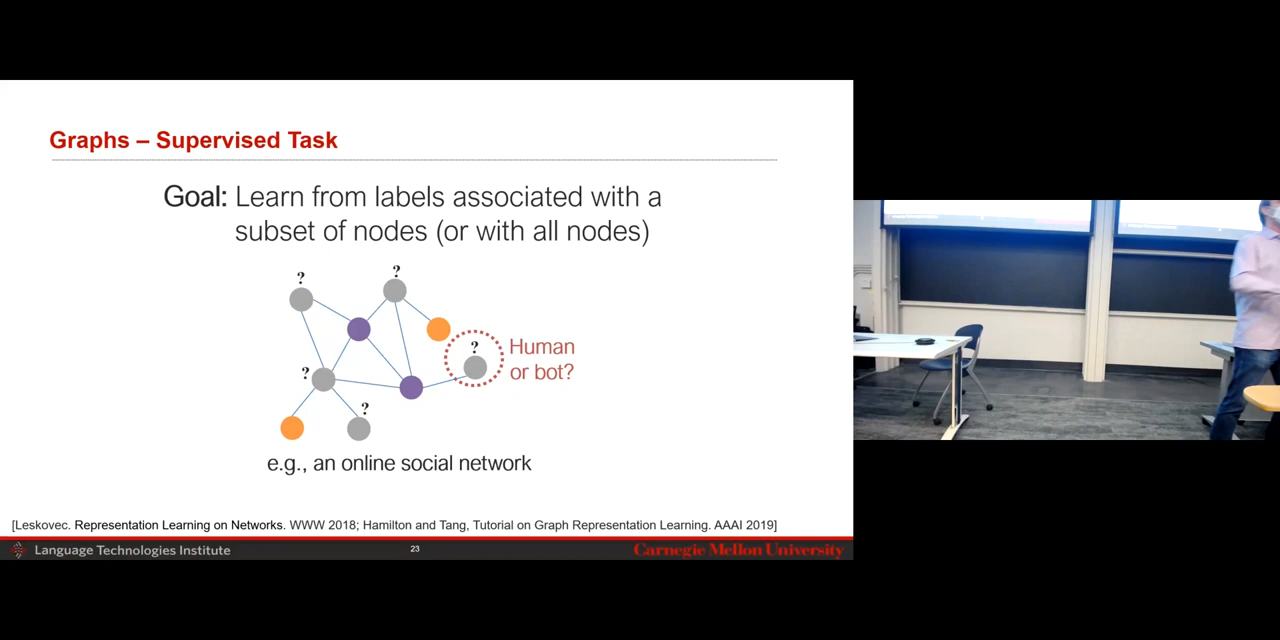 Graphs – Supervised Task
Goal: Learn from labels associated with a
subset of nodes (or with all nodes)
?
?
?
?
?
Human
or bot?
e.g., an online social network
[Leskovec. Representation Learning on Networks. WWW 2018; Hamilton and Tang, Tutorial on Graph Representation Learning. AAAI 2019]
Language Technologies Institute
23
Carnegie Mellon University